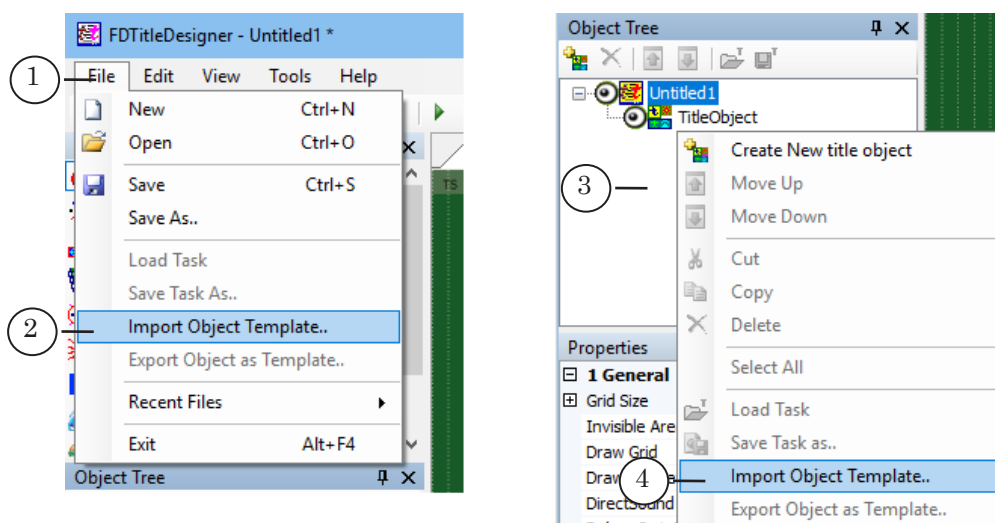 FDTitleDesigner - Untitled1 *
1
File Edit View Tools Help
New Ctrl+N
Open Ctrl+O
TS
Save Ctrl+S
Save As..
Load Task
Save Task As..
2
Import Object Template..
Export Object as Template..
Recent Files
Exit Alt+F4
Object Tree
Object Tree
Untitled1
TitleObject
3
Create New title object
Move Up
Move Down
Cut
Copy
Delete
Select All
Load Task
Save Task as..
4
Import Object Template..
Export Object as Template..
Properties
1 General
Grid Size
Invisible Are
Draw Grid
Draw
DirectSound